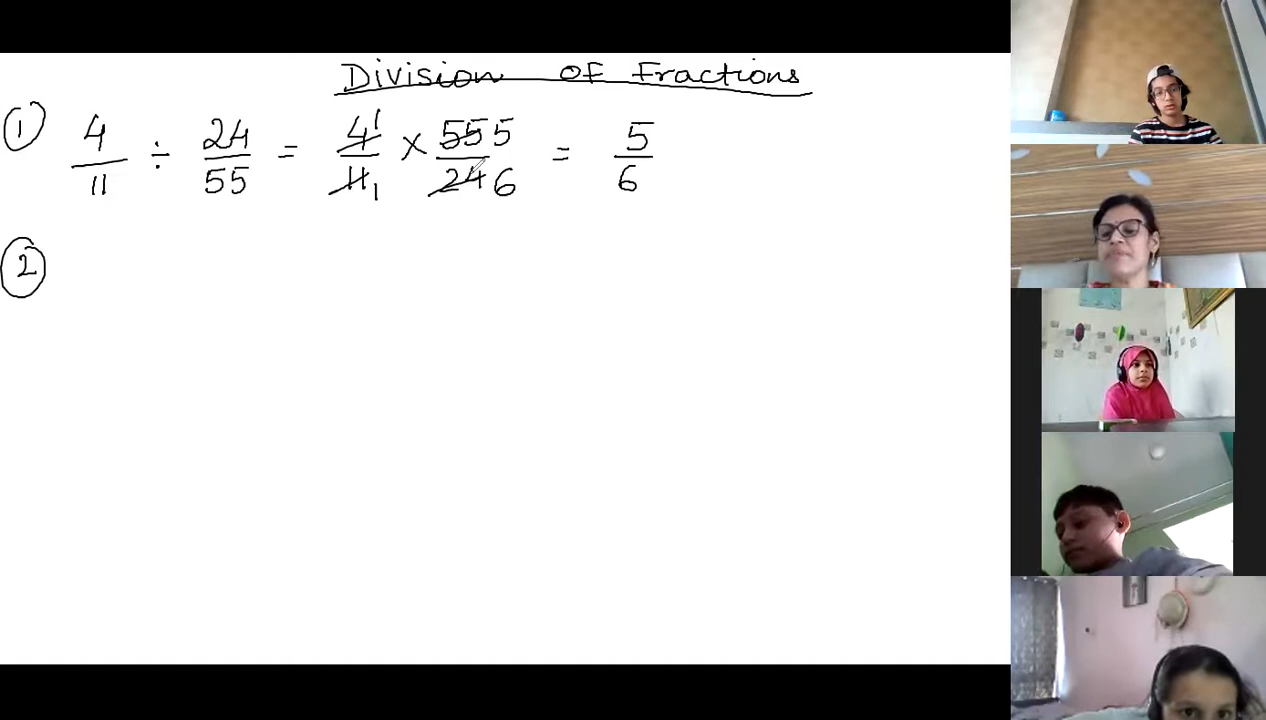 Division of Fractions
① 4/11 ÷ 24/55 = 4 1/11 1 × 55 5/24 6 = 5/6
②